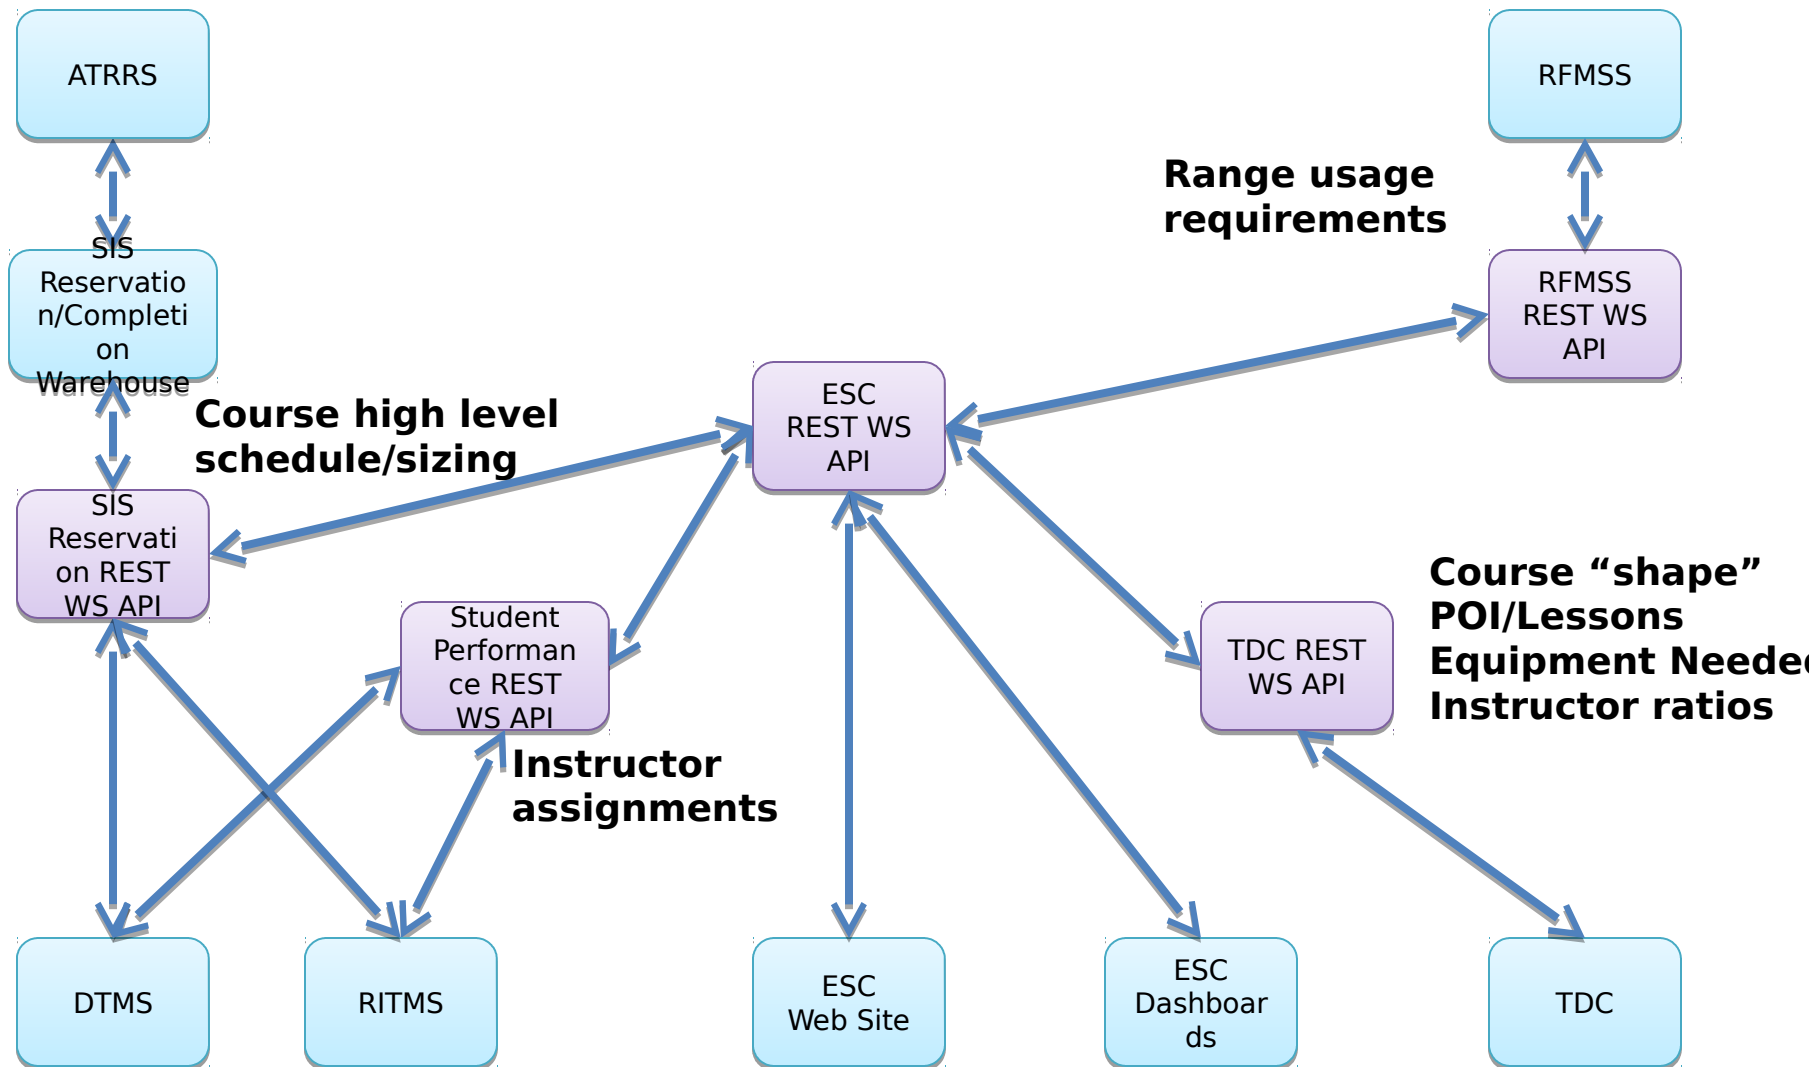 ATRRS
RFMSS
Range usage
requirements
SIS
Reservatio
n/Completi
on
Warehouse
RFMSS
REST WS
API
Course high level
schedule/sizing
ESC
REST WS
API
SIS
Reservati
on REST
WS API
Student
Performan
ce REST
WS API
TDC REST
WS API
Course “shape”
POI/Lessons
Equipment Needed
Instructor ratios
Instructor
assignments
DTMS
RITMS
ESC
Web Site
ESC
Dashboar
ds
TDC